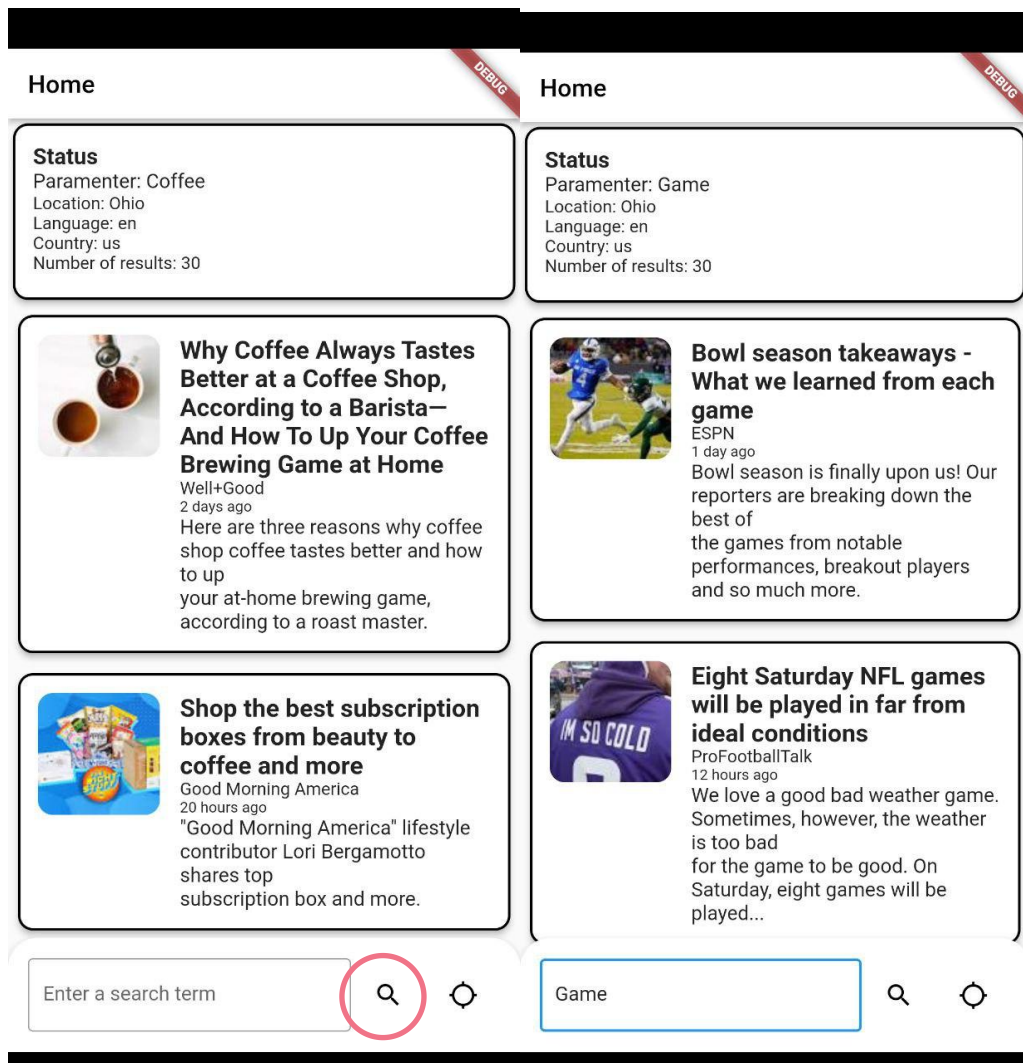 Home
DEBUG
Status
Paramenter: Coffee
Location: Ohio
Language: en
Country: us
Number of results: 30
Why Coffee Always Tastes
Better at a Coffee Shop,
According to a Barista—
And How To Up Your Coffee
Brewing Game at Home
Well+Good
2 days ago
Here are three reasons why coffee
shop coffee tastes better and how
to up
your at-home brewing game,
according to a roast master.
Shop the best subscription
boxes from beauty to
coffee and more
Good Morning America
20 hours ago
"Good Morning America" lifestyle
contributor Lori Bergamotto
shares top
subscription box and more.
Enter a search term
Home
DEBUG
Status
Paramenter: Game
Location: Ohio
Language: en
Country: us
Number of results: 30
4
Bowl season takeaways -
What we learned from each
game
ESPN
1 day ago
Bowl season is finally upon us! Our
reporters are breaking down the
best of
the games from notable
performances, breakout players
and so much more.
IM SO COLD
Eight Saturday NFL games
will be played in far from
ideal conditions
ProFootballTalk
12 hours ago
We love a good bad weather game.
Sometimes, however, the weather
is too bad
for the game to be good. On
Saturday, eight games will be
played...
Game